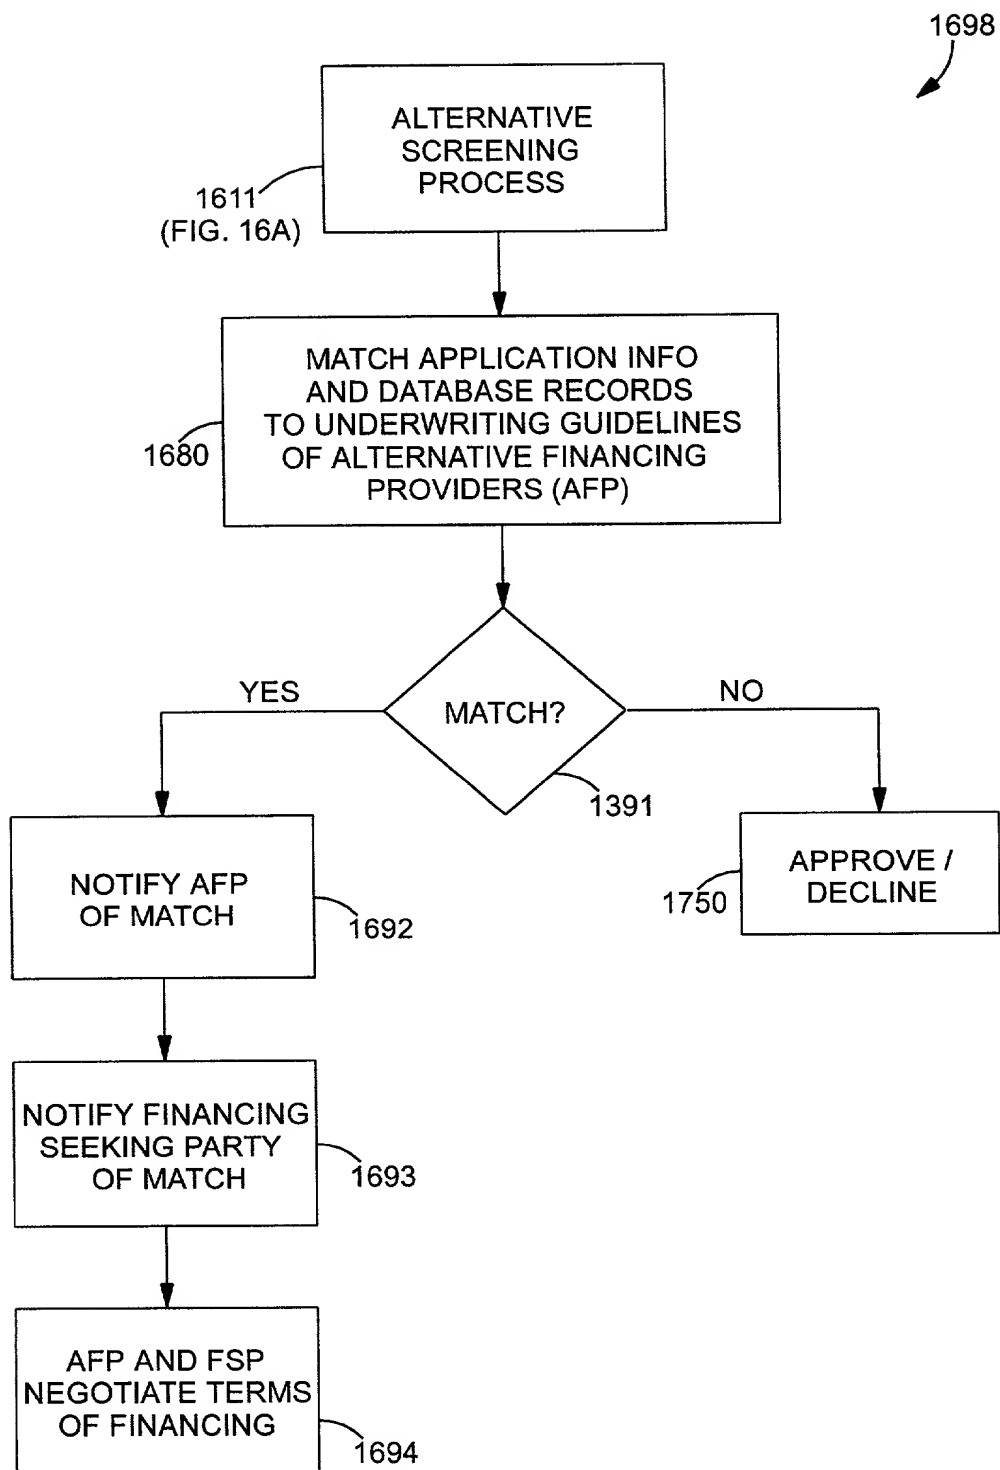 1698
ALTERNATIVE
SCREENING
PROCESS
1611
(FIG. 16A)
MATCH APPLICATION INFO
AND DATABASE RECORDS
TO UNDERWRITING GUIDELINES
OF ALTERNATIVE FINANCING
PROVIDERS (AFP)
1680
YES
MATCH?
NO
1391
NOTIFY AFP
OF MATCH
1692
APPROVE /
DECLINE
1750
NOTIFY FINANCING
SEEKING PARTY
OF MATCH
1693
AFP AND FSP
NEGOTIATE TERMS
OF FINANCING
1694